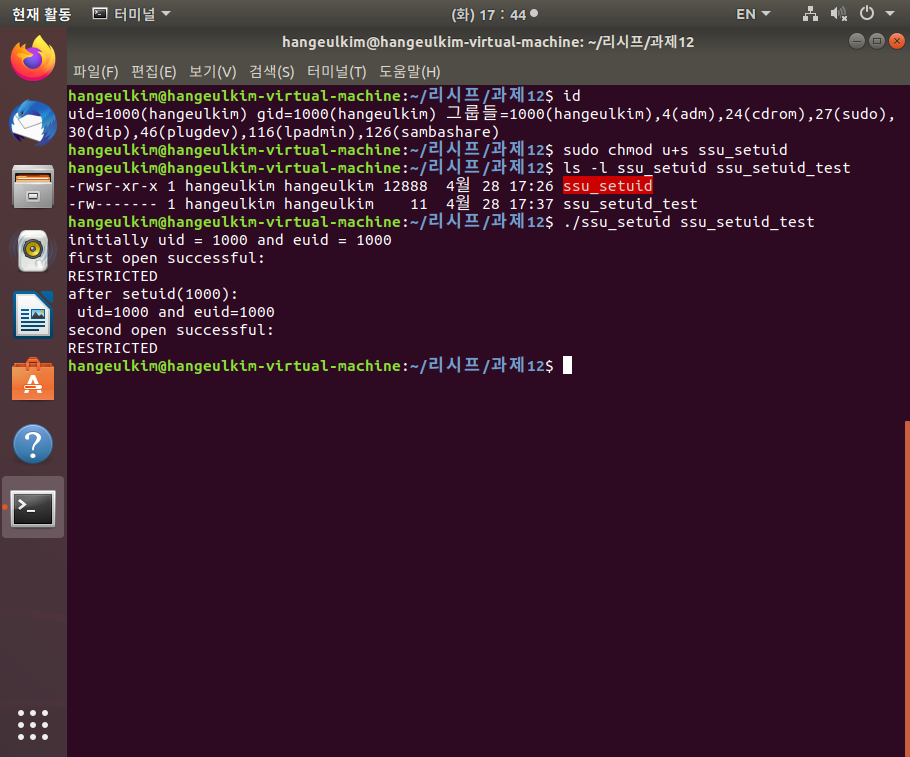 현재 활동 터미널 (화) 17 : 44 EN
hangeulkim@hangeulkim-virtual-machine: ~/리시프/과제12
파일(F) 편집(E) 보기(V) 검색(S) 터미널(T) 도움말(H)
hangeulkim@hangeulkim-virtual-machine:~/리시프/과제12$ id
uid=1000(hangeulkim) gid=1000(hangeulkim) 그룹들=1000(hangeulkim),4(adm),24(cdrom),27(sudo),
30(dip),46(plugdev),116(lpadmin),126(sambashare)
hangeulkim@hangeulkim-virtual-machine:~/리시프/과제12$ sudo chmod u+s ssu_setuid
hangeulkim@hangeulkim-virtual-machine:~/리시프/과제12$ ls -l ssu_setuid ssu_setuid_test
-rwsr-xr-x 1 hangeulkim hangeulkim 12888  4월 28 17:26 ssu_setuid
-rw------- 1 hangeulkim hangeulkim    11  4월 28 17:37 ssu_setuid_test
hangeulkim@hangeulkim-virtual-machine:~/리시프/과제12$ ./ssu_setuid ssu_setuid_test
initially uid = 1000 and euid = 1000
first open successful:
RESTRICTED
after setuid(1000):
 uid=1000 and euid=1000
second open successful:
RESTRICTED
hangeulkim@hangeulkim-virtual-machine:~/리시프/과제12$